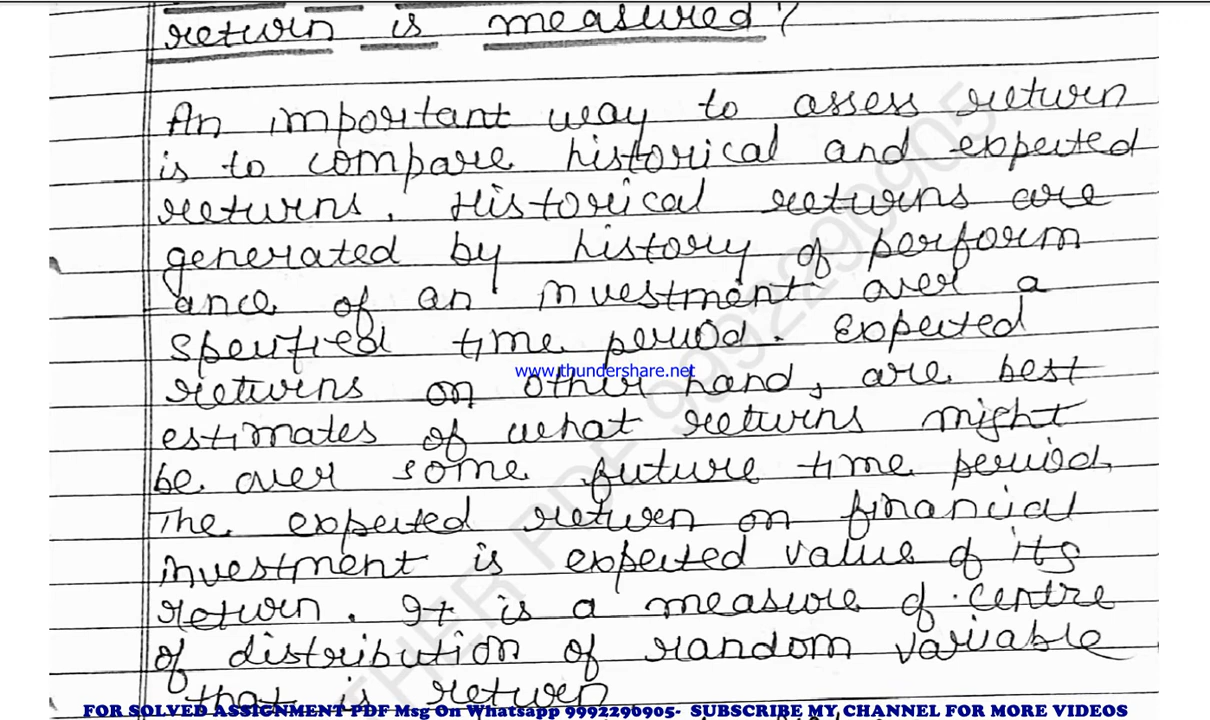 return is measured?
An important way to assess return
is to compare historical and expected
returns. Historical returns are
generated by history of perform
ance of an investment over a
specified time period. Expected
www.thundershare.net
returns on other hand, are best
estimates of what returns might
be over some future time period.
The expected return on financial
investment is expected value of its
return. It is a measure of centre
of distribution of random variable
that is return
PDF 9992290905
FOR SOLVED ASSIGNMENT PDF Msg On Whatsapp 9992290905- SUBSCRIBE MY CHANNEL FOR MORE VIDEOS